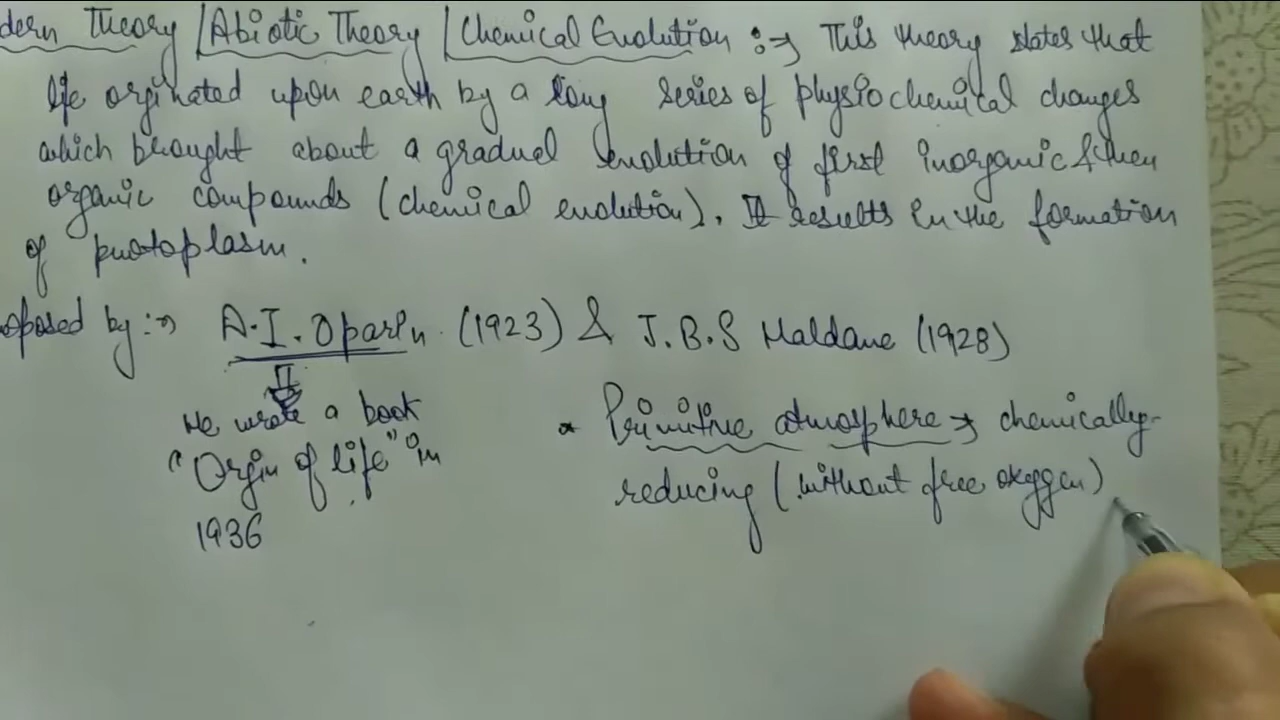 dern Theory | Abiotic Theory | Chemical Evolution :→ This theory states that
life orginated upon earth by a long series of physiochemical changes
which brought about a gradual evolution of first inorganic & then
organic compounds (chemical evolution). It results in the formation
of protoplasm.
oposed by :→ A.I. Oparin (1923) & J.B.S Haldane (1928)
He wrote a book
"Orgin of life" in
1936
* Primitive atmosphere → chemically-
reducing (without free oxygen)